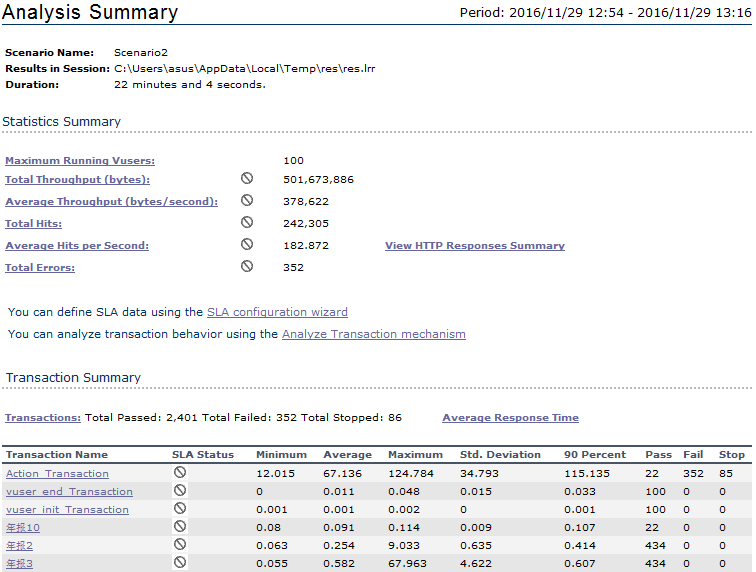 Analysis Summary Period: 2016/11/29 12:54 - 2016/11/29 13:16
Scenario Name: Scenario2
Results in Session: C:\Users\asus\AppData\Local\Temp\res\res.lrr
Duration: 22 minutes and 4 seconds.
Statistics Summary
Maximum Running Vusers: 100
Total Throughput (bytes): 501,673,886
Average Throughput (bytes/second): 378,622
Total Hits: 242,305
Average Hits per Second: 182.872 View HTTP Responses Summary
Total Errors: 352
You can define SLA data using the SLA configuration wizard
You can analyze transaction behavior using the Analyze Transaction mechanism
Transaction Summary
Transactions: Total Passed: 2,401 Total Failed: 352 Total Stopped: 86 Average Response Time
Transaction Name SLA Status Minimum Average Maximum Std. Deviation 90 Percent Pass Fail Stop
Action_Transaction 12.015 67.136 124.784 34.793 115.135 22 352 85
vuser_end_Transaction 0 0.011 0.048 0.015 0.033 100 0 0
vuser_init_Transaction 0.001 0.001 0.002 0 0.001 100 0 0
年报10 0.08 0.091 0.114 0.009 0.107 22 0 0
年报2 0.063 0.254 9.033 0.635 0.414 434 0 0
年报3 0.055 0.582 67.963 4.622 0.607 434 0 0